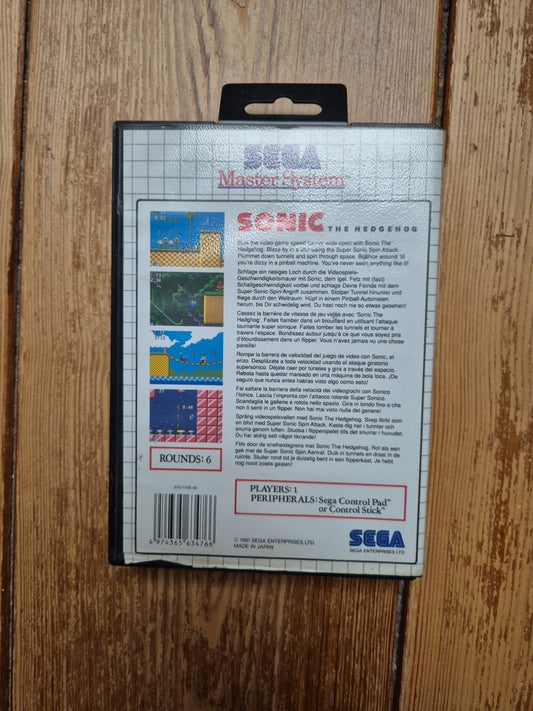 SEGA
Master System
SONIC THE HEDGEHOG
the video game speed barrier wide open with Sonic The
Hedgehog. Blaze by in a blur using the Super Sonic Spin Attack.
Plummet down tunnels and spin through space. Bounce around 'til
you're dizzy in a pinball machine. You've never seen anything like it!
Schlage ein riesiges Loch durch die Videospiele-
Geschwindigkeitsmauer mit Sonic, dem Igel. Fetz mit (fast)
Schallgeschwindigkeit vorbei und schlage Deine Feinde mit dem
Super-Sonic-Spin-Angriff zusammen. Stolper Tunnel hinunter und
fliege durch den Weltraum. Hüpf in einem Pinball-Automaten
herum, bis Dir schwindelig wird. Du hast noch nie so etwas gesehen!
Cassez la barrière de vitesse de jeu vidéo avec 'Sonic The
Hedghog'. Faites flamber dans un brouillard en utilisant l'attaque
tournante super sonique. Faites tomber les tunnels et tourner à
travers l'espace. Bondissez autour jusqu'à ce que vous soyez pris
d'étourdissement dans un flipper. Vous n'avez jamais vu une chose
pareille!
Rompe la barrera de velocidad del juego de video con Sonic, el
erizo. Desplázate a toda velocidad usando el ataque giratorio
supersónico. Déjate caer por túneles y gira a través del espacio.
Rebota hasta quedar mareado en una máquina de bola loca. ¡De
seguro que nunca antes habías visto algo como esto!
Fai saltare la barriera della velocità dei videogiochi con Sonico
l'Istrice. Lascia l'impronta con l'attacco rotante Super Sonico.
Scandaglia le gallerie e rotola nello spazio. Gira in tondo fino a che
non ti senti in un flipper. Non hai mai visto nulla del genere!
Spräng videospelsvallen med Sonic The Hedgehog. Svep förbi som
en blixt med Super Sonic Spin Attack. Kasta dig ner i tunnlar och
snurra genom luften. Studsa i flipperspelet tills det snurrar i huvudet.
Du har aldrig sett något liknande!
Flits door de snelheidsgrens met Sonic The Hedgehog. Rol als een
gek met de Super Sonic Spin Aanval. Duik in tunnels en draai in de
ruimte. Stuiter rond tot je duizelig bent in een flipperkast. Je hebt
nog nooit zoiets gezien!
ROUNDS: 6
PLAYERS: 1
PERIPHERALS: Sega Control Pad™
or Control Stick™
4 974365 634766
© 1991 SEGA ENTERPRISES, LTD.
MADE IN JAPAN
SEGA
SEGA ENTERPRISES LTD